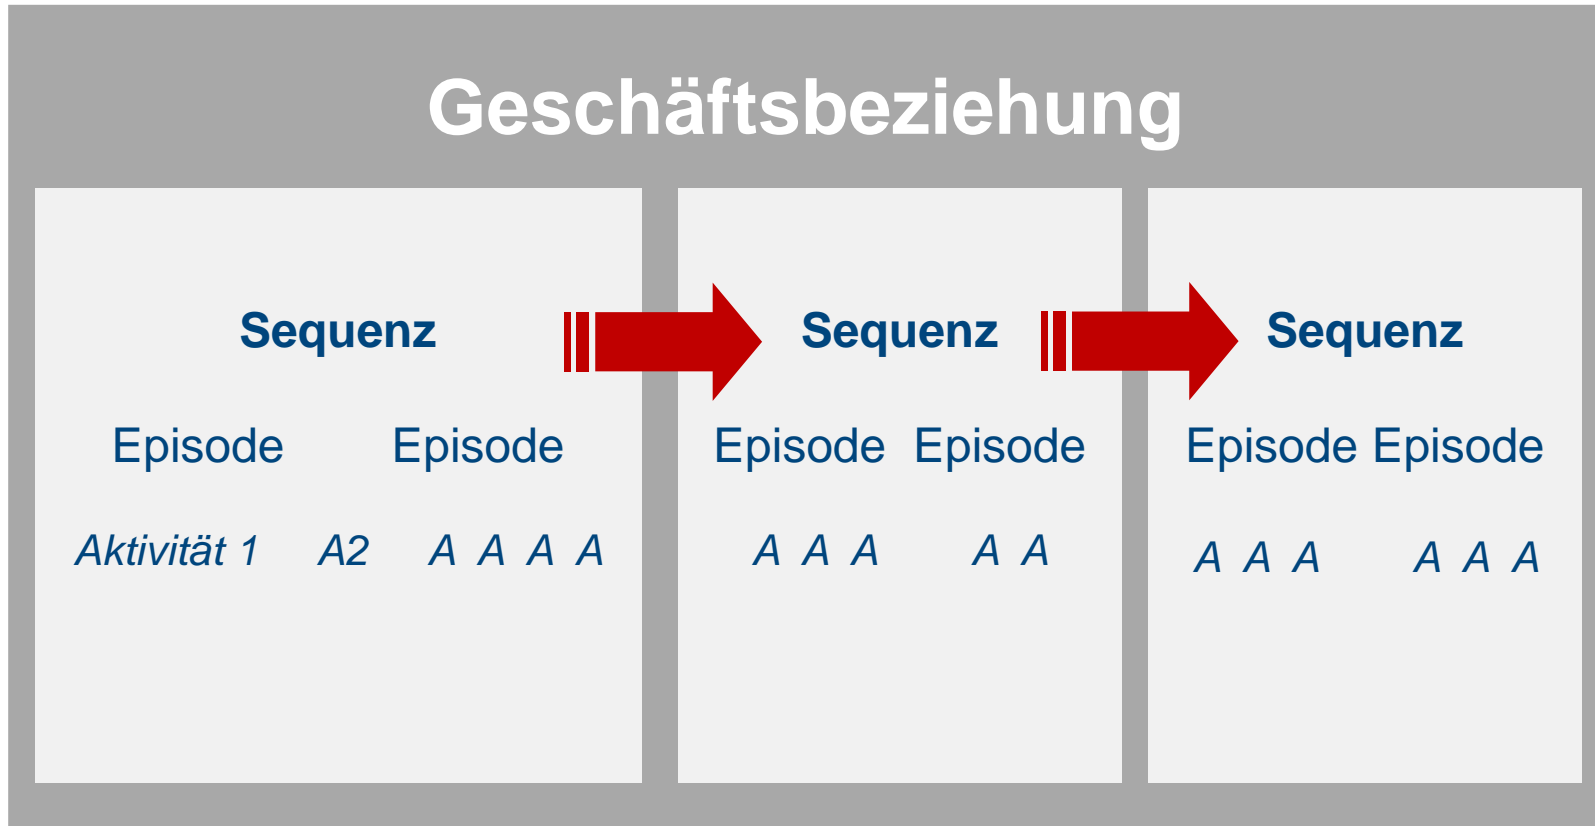 Geschäftsbeziehung
Sequenz Sequenz Sequenz
Episode Episode Episode Episode Episode Episode
Aktivität 1 A2 A A A A A A A A A A A A A A A